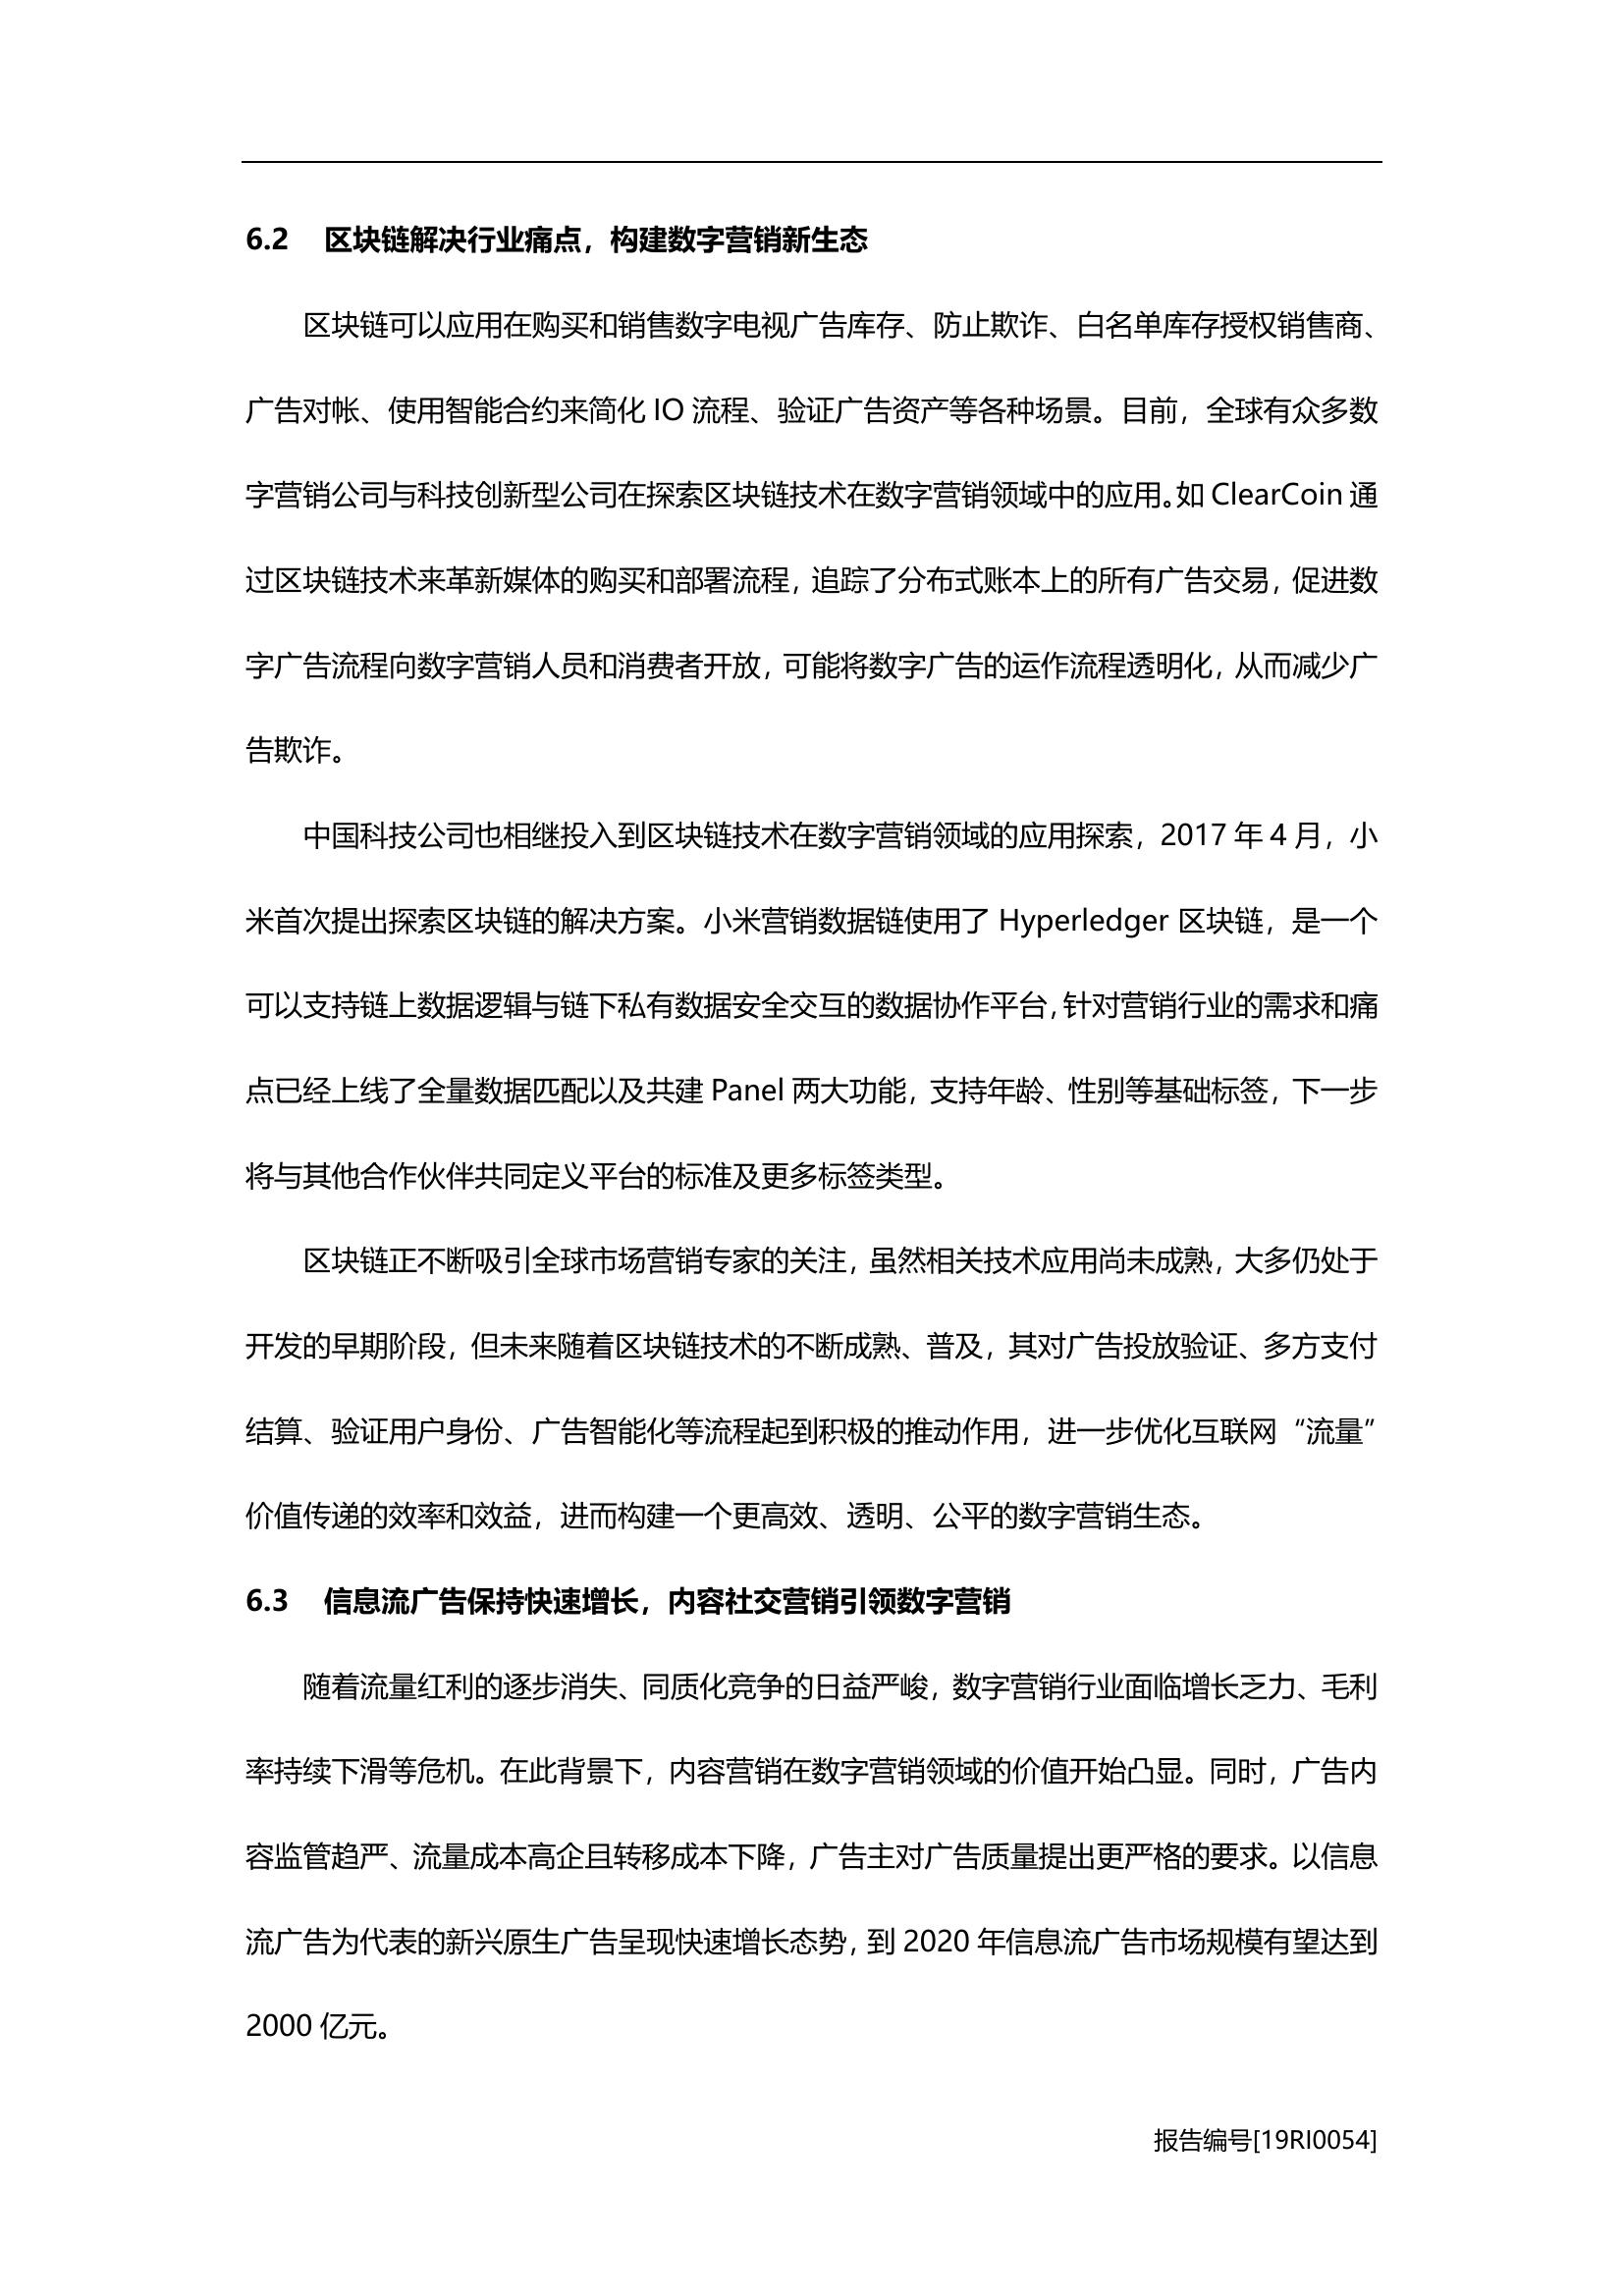 6.2 区块链解决行业痛点，构建数字营销新生态
区块链可以应用在购买和销售数字电视广告库存、防止欺诈、白名单库存授权销售商、
广告对帐、使用智能合约来简化 IO 流程、验证广告资产等各种场景。目前，全球有众多数
字营销公司与科技创新型公司在探索区块链技术在数字营销领域中的应用。如 ClearCoin 通
过区块链技术来革新媒体的购买和部署流程，追踪了分布式账本上的所有广告交易，促进数
字广告流程向数字营销人员和消费者开放，可能将数字广告的运作流程透明化，从而减少广
告欺诈。
中国科技公司也相继投入到区块链技术在数字营销领域的应用探索，2017 年 4 月，小
米首次提出探索区块链的解决方案。小米营销数据链使用了 Hyperledger 区块链，是一个
可以支持链上数据逻辑与链下私有数据安全交互的数据协作平台，针对营销行业的需求和痛
点已经上线了全量数据匹配以及共建 Panel 两大功能，支持年龄、性别等基础标签，下一步
将与其他合作伙伴共同定义平台的标准及更多标签类型。
区块链正不断吸引全球市场营销专家的关注，虽然相关技术应用尚未成熟，大多仍处于
开发的早期阶段，但未来随着区块链技术的不断成熟、普及，其对广告投放验证、多方支付
结算、验证用户身份、广告智能化等流程起到积极的推动作用，进一步优化互联网“流量”
价值传递的效率和效益，进而构建一个更高效、透明、公平的数字营销生态。
6.3 信息流广告保持快速增长，内容社交营销引领数字营销
随着流量红利的逐步消失、同质化竞争的日益严峻，数字营销行业面临增长乏力、毛利
率持续下滑等危机。在此背景下，内容营销在数字营销领域的价值开始凸显。同时，广告内
容监管趋严、流量成本高企且转移成本下降，广告主对广告质量提出更严格的要求。以信息
流广告为代表的新兴原生广告呈现快速增长态势，到 2020 年信息流广告市场规模有望达到
2000 亿元。
报告编号[19RI0054]